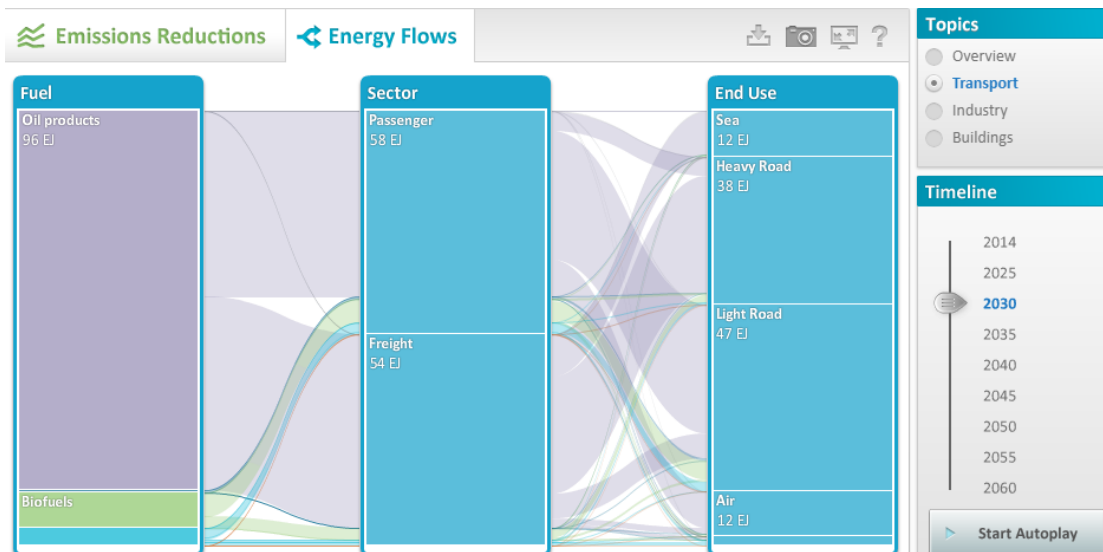 Emissions Reductions
Energy Flows
?
Fuel
Oil products
96 EJ
Biofuels
Sector
Passenger
58 EJ
Freight
54 EJ
End Use
Sea
12 EJ
Heavy Road
38 EJ
Light Road
47 EJ
Air
12 EJ
Topics
Overview
Transport
Industry
Buildings
Timeline
2014
2025
2030
2035
2040
2045
2050
2055
2060
Start Autoplay